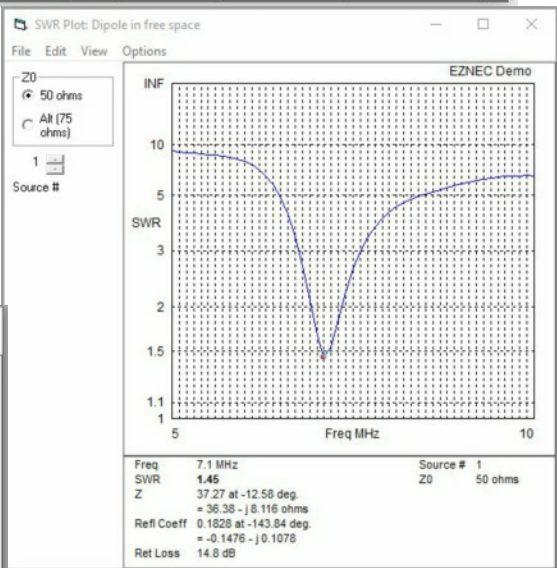 SWR Plot: Dipole in free space
File Edit View Options
Z0
50 ohms
Alt (75 ohms)
1
Source #
EZNEC Demo
INF
10
5
SWR
3
2
1.5
1.1
1
5
Freq MHz
10
Freq 7.1 MHz
Source # 1
SWR 1.45
Z0 50 ohms
Z 37.27 at -12.58 deg.
= 36.38 - j 8.116 ohms
Refl Coeff 0.1828 at -143.84 deg.
= -0.1476 - j 0.1078
Ret Loss 14.8 dB